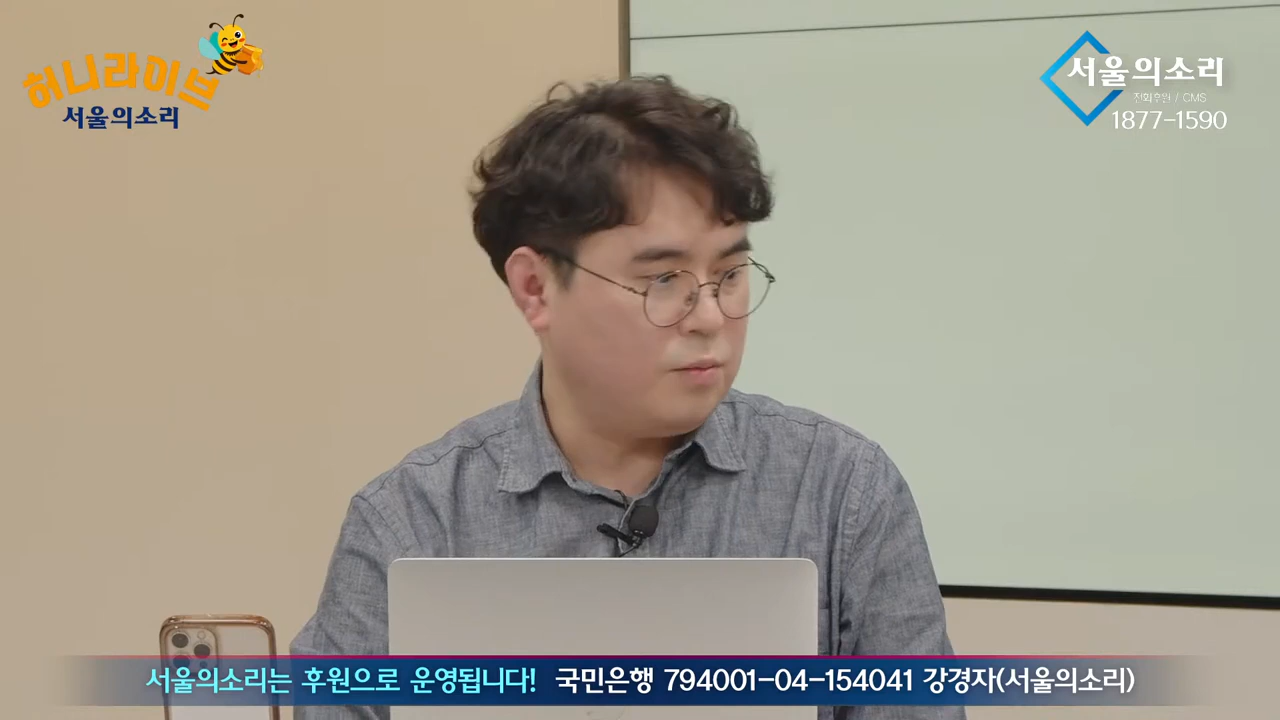 허니라이브
서울의소리
서울의소리
전화후원 / CMS
1877-1590
서울의소리는 후원으로 운영됩니다! 국민은행 794001-04-154041 강경자(서울의소리)